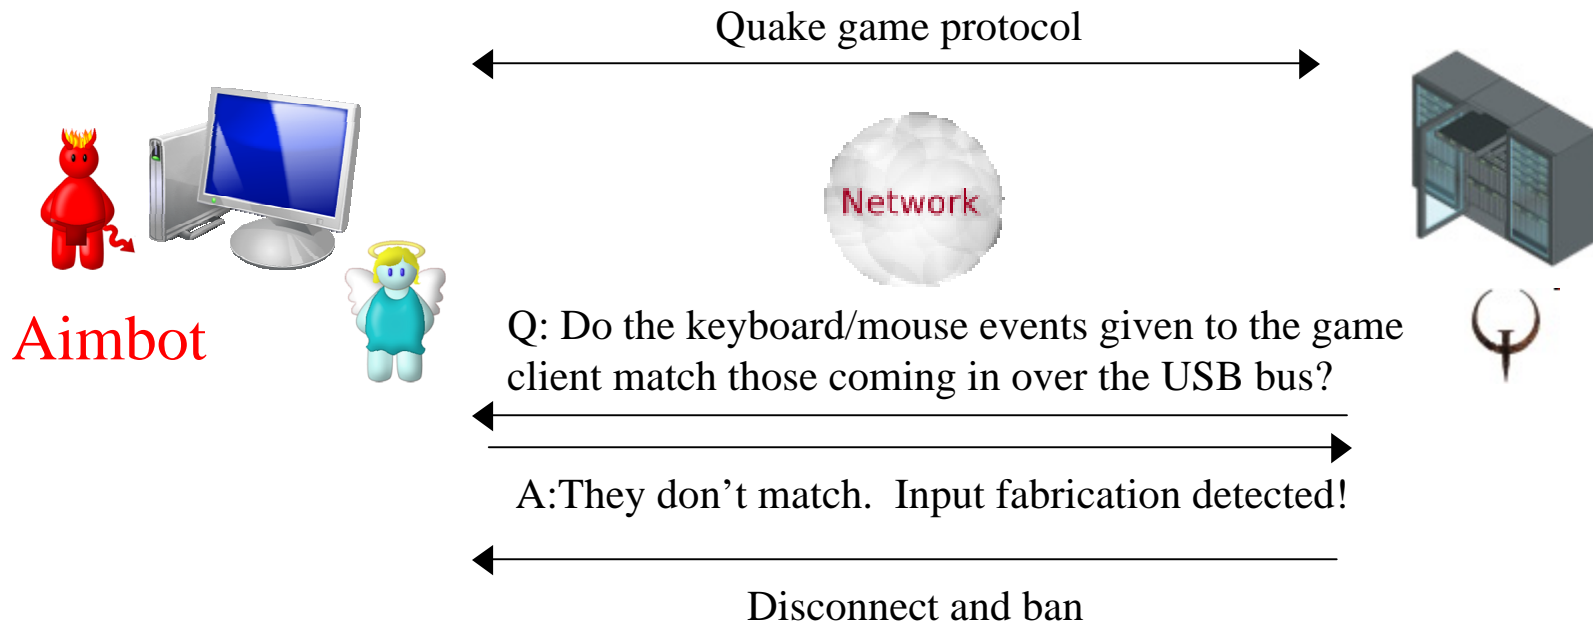 Quake game protocol
Network
Aimbot
Q: Do the keyboard/mouse events given to the game
client match those coming in over the USB bus?
A:They don’t match.  Input fabrication detected!
Disconnect and ban